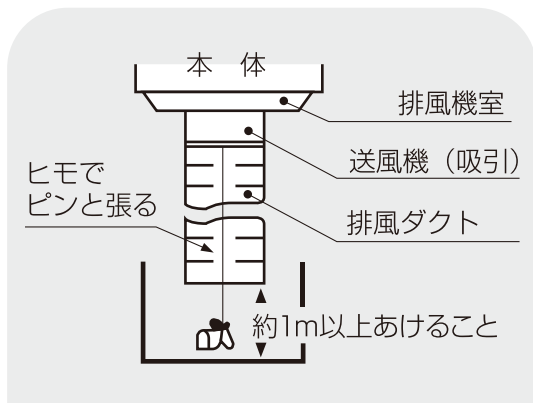 本 体
排風機室
送風機（吸引）
ヒモで
ピンと張る
排風ダクト
約1m以上あけること